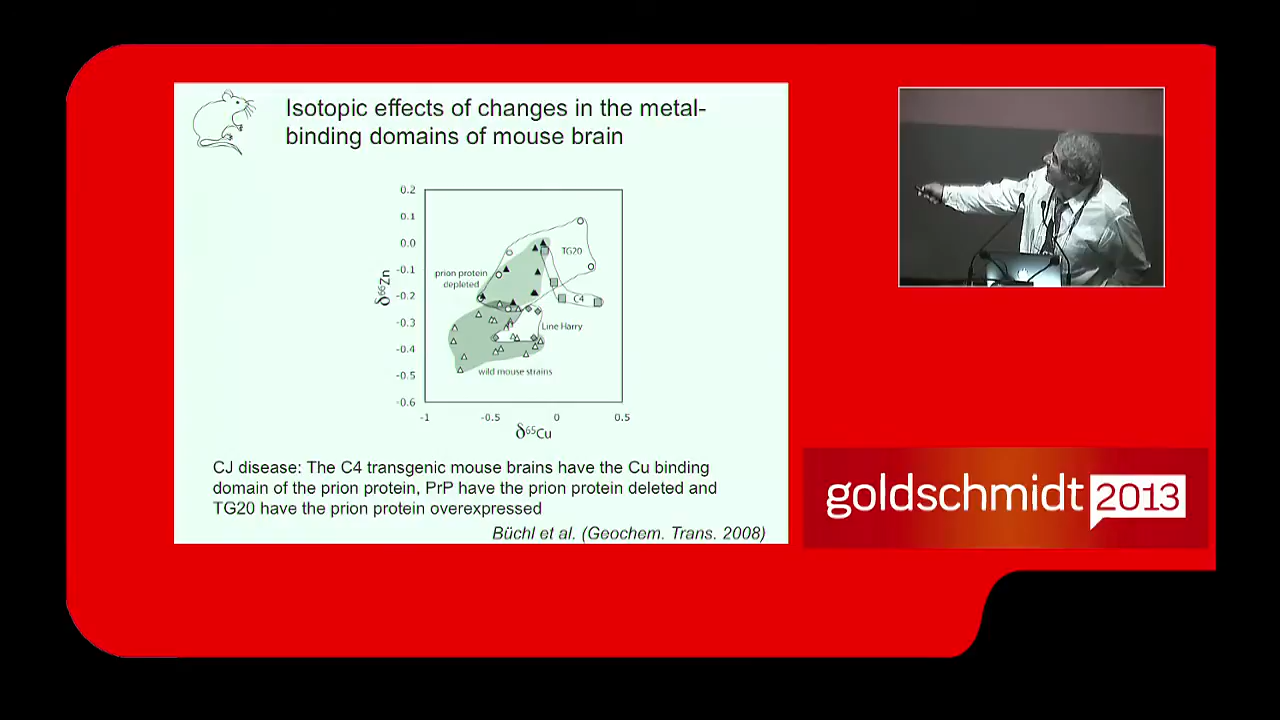 Isotopic effects of changes in the metal-
binding domains of mouse brain
0.2
0.1
0.0
-0.1
-0.2
-0.3
-0.4
-0.5
-0.6
δ66Zn
TG20
prion protein
depleted
C4
Line Harry
wild mouse strains
-1
-0.5
0
0.5
δ65Cu
CJ disease: The C4 transgenic mouse brains have the Cu binding
domain of the prion protein, PrP have the prion protein deleted and
TG20 have the prion protein overexpressed
Büchl et al. (Geochem. Trans. 2008)
goldschmidt 2013